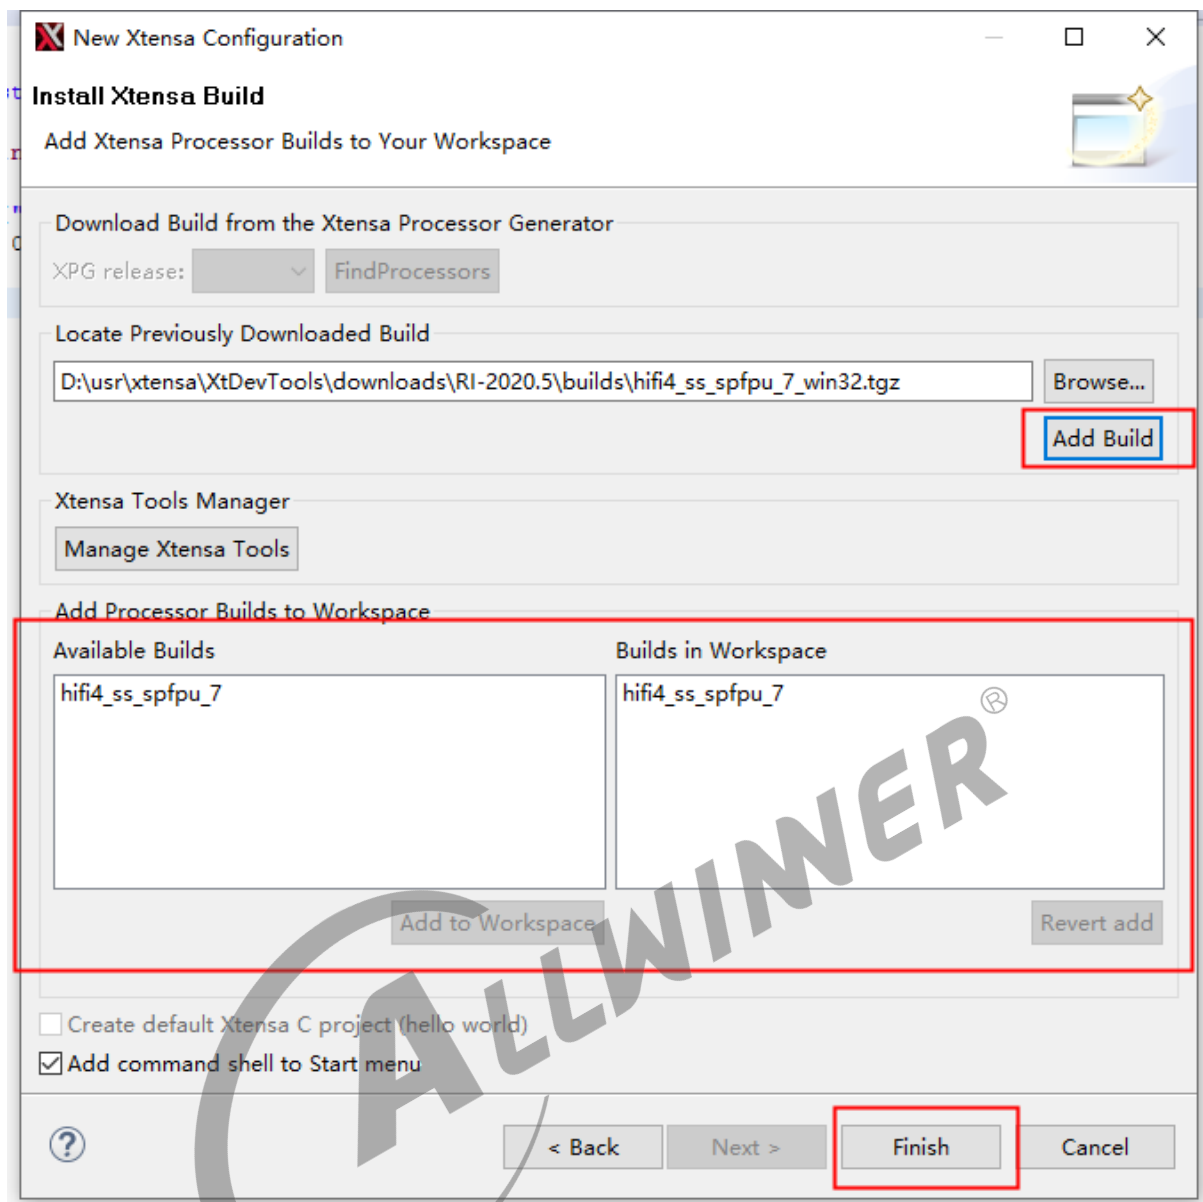 New Xtensa Configuration
Install Xtensa Build
Add Xtensa Processor Builds to Your Workspace
Download Build from the Xtensa Processor Generator
XPG release:
FindProcessors
Locate Previously Downloaded Build
D:\usr\xtensa\XtDevTools\downloads\RI-2020.5\builds\hifi4_ss_spfpu_7_win32.tgz
Browse...
Add Build
Xtensa Tools Manager
Manage Xtensa Tools
Add Processor Builds to Workspace
Available Builds
Builds in Workspace
hifi4_ss_spfpu_7
hifi4_ss_spfpu_7
Add to Workspace
Revert add
ALLWINNER®
Create default Xtensa C project (hello world)
Add command shell to Start menu
?
< Back
Next >
Finish
Cancel